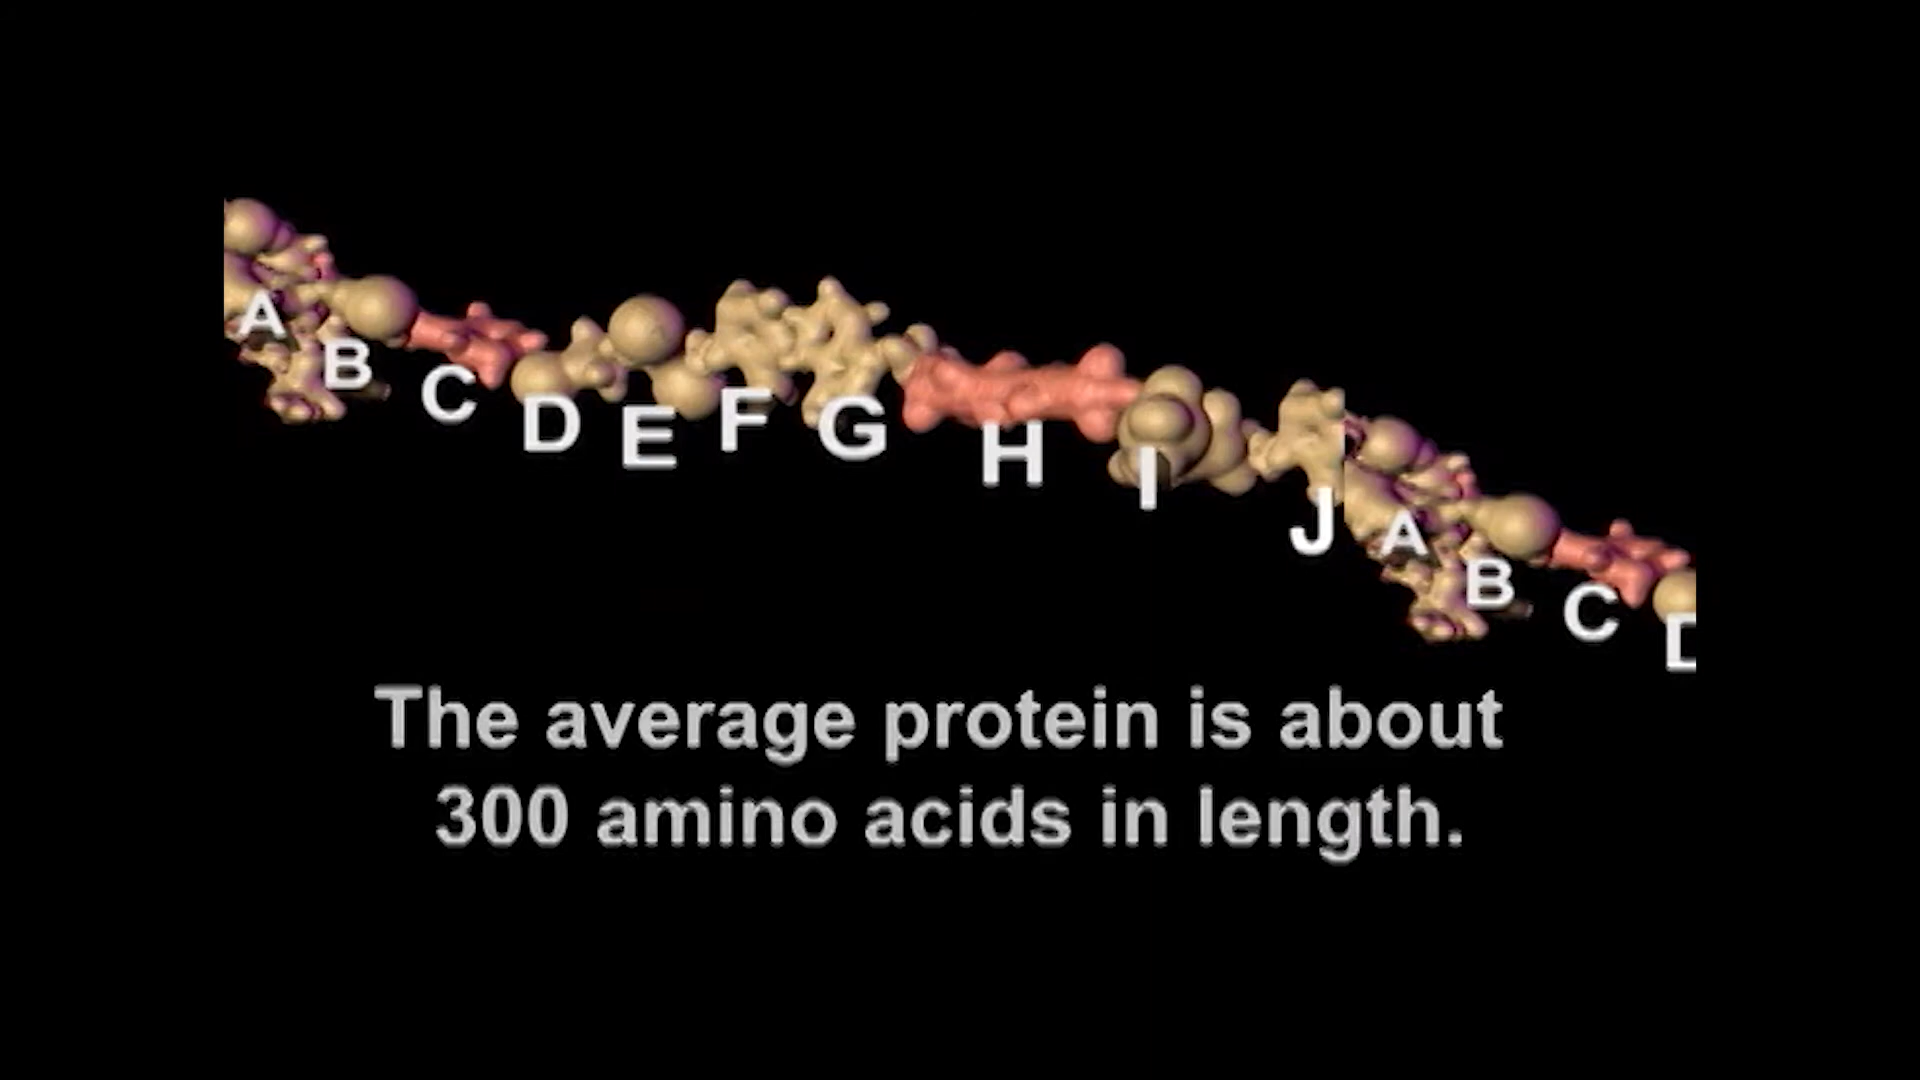 A B C D E F G H I J A B C D
The average protein is about
300 amino acids in length.